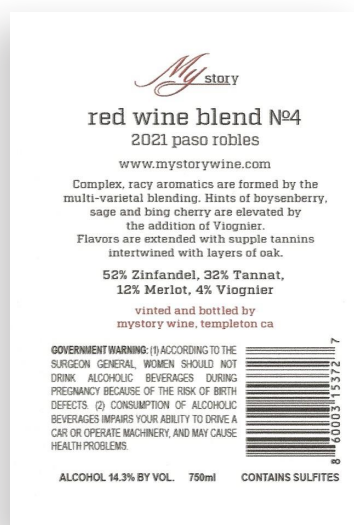 My story
red wine blend Nº4
2021 paso robles
www.mystorywine.com
Complex, racy aromatics are formed by the
multi-varietal blending. Hints of boysenberry,
sage and bing cherry are elevated by
the addition of Viognier.
Flavors are extended with supple tannins
intertwined with layers of oak.
52% Zinfandel, 32% Tannat,
12% Merlot, 4% Viognier
vinted and bottled by
mystory wine, templeton ca
GOVERNMENT WARNING: (1) ACCORDING TO THE
SURGEON GENERAL, WOMEN SHOULD NOT
DRINK ALCOHOLIC BEVERAGES DURING
PREGNANCY BECAUSE OF THE RISK OF BIRTH
DEFECTS. (2) CONSUMPTION OF ALCOHOLIC
BEVERAGES IMPAIRS YOUR ABILITY TO DRIVE A
CAR OR OPERATE MACHINERY, AND MAY CAUSE
HEALTH PROBLEMS.
8 60003 15372 7
ALCOHOL 14.3% BY VOL. 750ml CONTAINS SULFITES